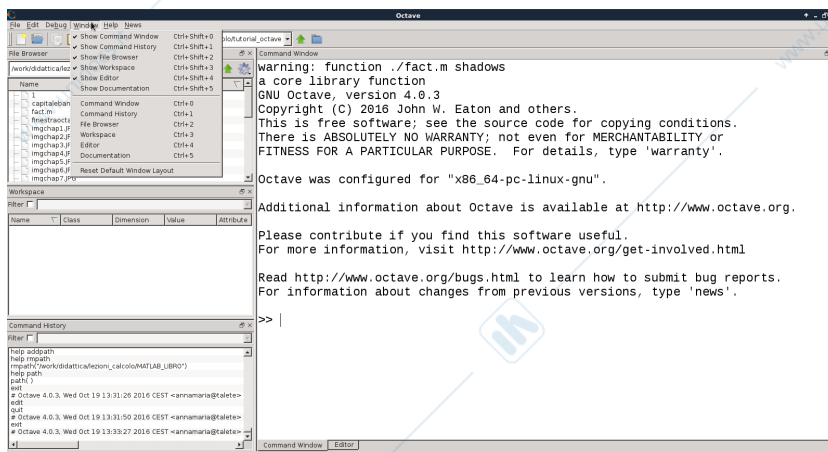 Octave
File Edit Debug Window Help News
Show Command Window Ctrl+Shift+0
Show Command History Ctrl+Shift+1
Show File Browser Ctrl+Shift+2
Show Workspace Ctrl+Shift+3
Show Editor Ctrl+Shift+4
Show Documentation Ctrl+Shift+5
Command Window Ctrl+0
Command History Ctrl+1
File Browser Ctrl+2
Workspace Ctrl+3
Editor Ctrl+4
Documentation Ctrl+5
Reset Default Window Layout
olo/tutorial_octave
File Browser
/work/didattica/lez
Name
1
capitaleban
fact.m
finestraocta
imgchap1.JF
imgchap2.JF
imgchap3.JF
imgchap4.JF
imgchap5.JF
imgchap6.JF
imgchap7.JPG
Workspace
Filter
Name Class Dimension Value Attribute
Command History
Filter
help addpath
help rmpath
rmpath("/work/didattica/lezioni_calcolo/MATLAB_LIBRO")
help path
path( )
exit
# Octave 4.0.3, Wed Oct 19 13:31:26 2016 CEST <annamaria@talete>
edit
quit
# Octave 4.0.3, Wed Oct 19 13:31:50 2016 CEST <annamaria@talete>
exit
# Octave 4.0.3, Wed Oct 19 13:33:27 2016 CEST <annamaria@talete>
Command Window
warning: function ./fact.m shadows
a core library function
GNU Octave, version 4.0.3
Copyright (C) 2016 John W. Eaton and others.
This is free software; see the source code for copying conditions.
There is ABSOLUTELY NO WARRANTY; not even for MERCHANTABILITY or
FITNESS FOR A PARTICULAR PURPOSE. For details, type 'warranty'.
Octave was configured for "x86_64-pc-linux-gnu".
Additional information about Octave is available at http://www.octave.org.
Please contribute if you find this software useful.
For more information, visit http://www.octave.org/get-involved.html
Read http://www.octave.org/bugs.html to learn how to submit bug reports.
For information about changes from previous versions, type 'news'.
>>
Command Window Editor